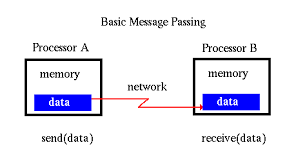 Basic Message Passing
Processor A
Processor B
memory
memory
network
data
data
send(data)
receive(data)